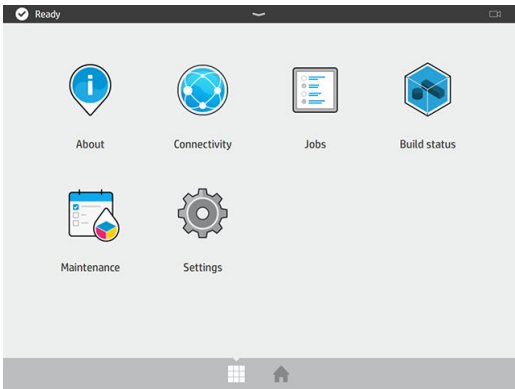 Ready
About
Connectivity
Jobs
Build status
Maintenance
Settings